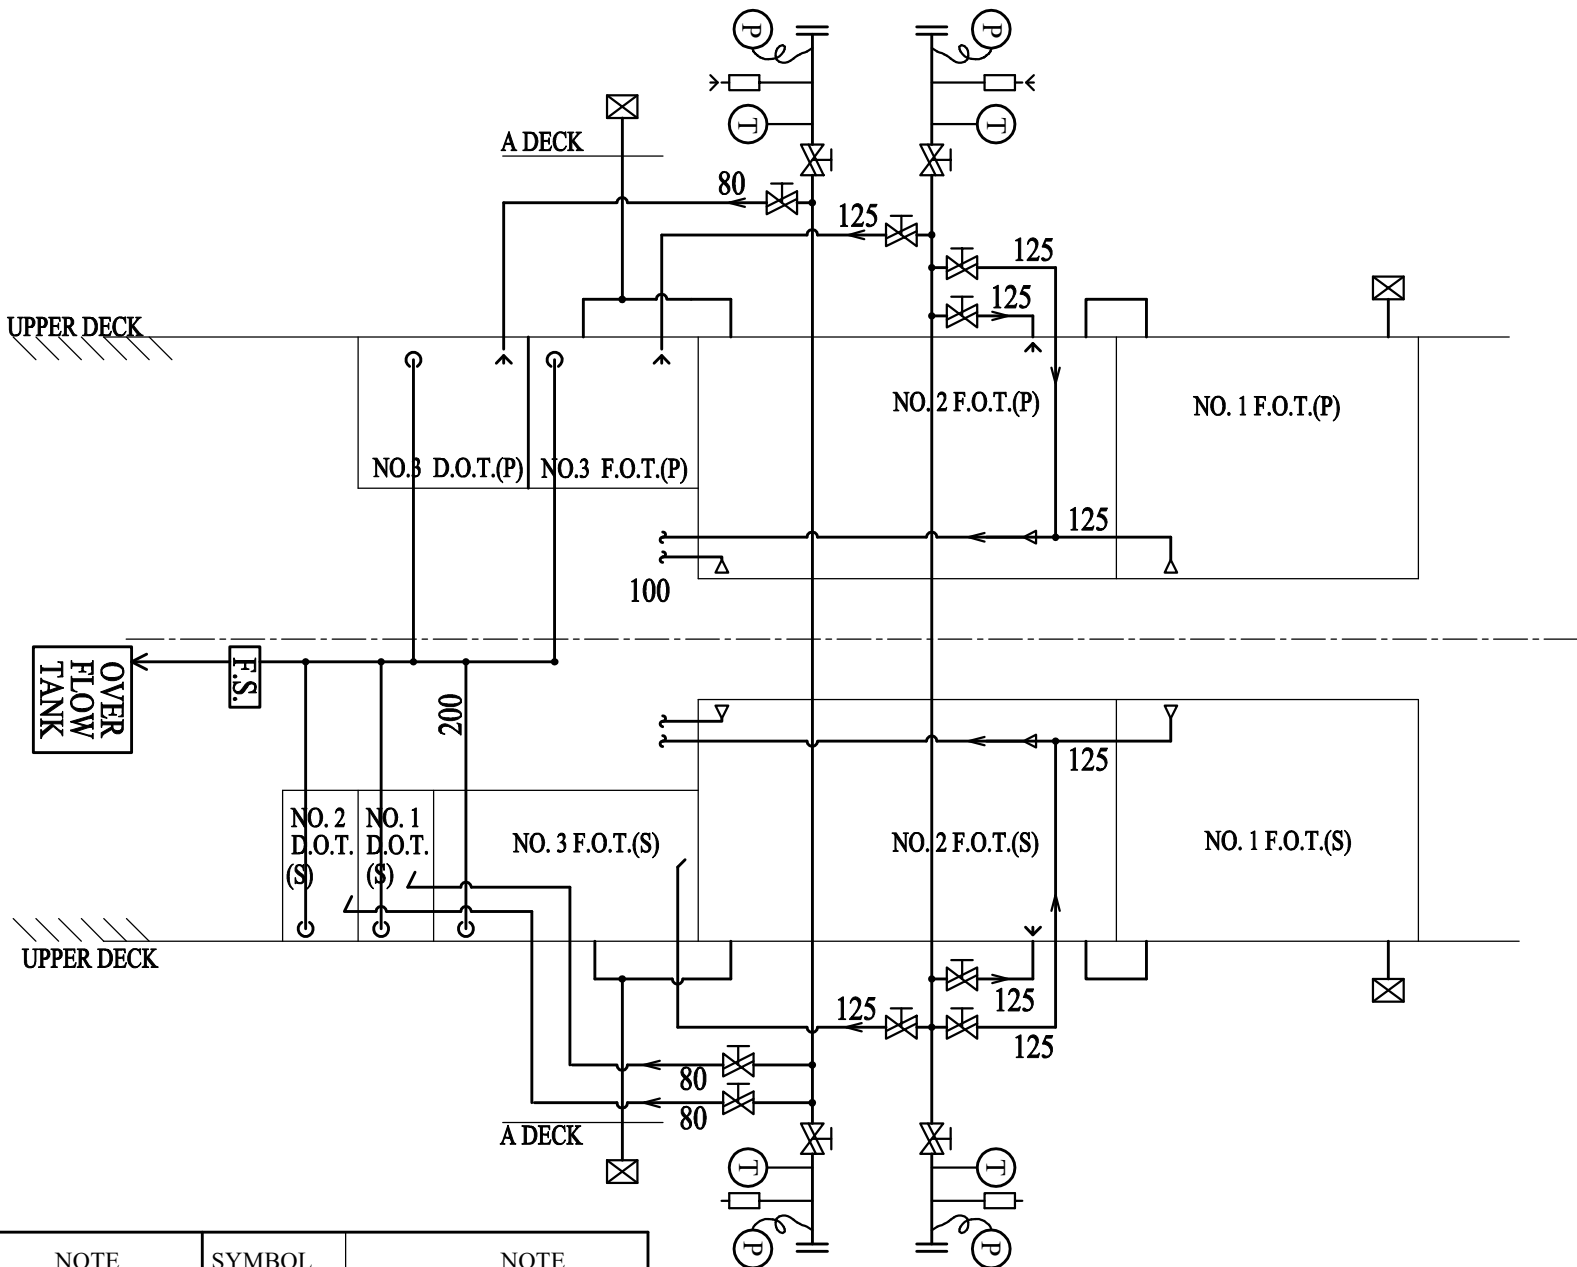 P
P
T
T
A DECK
80
125
125
125
UPPER DECK
NO. 2 F.O.T.(P)
NO. 1 F.O.T.(P)
NO.3 D.O.T.(P)
NO.3 F.O.T.(P)
125
100
OVER
FLOW
TANK
F.S.
200
125
NO. 2
D.O.T.
(S)
NO. 1
D.O.T.
(S)
NO. 3 F.O.T.(S)
NO. 2 F.O.T.(S)
NO. 1 F.O.T.(S)
UPPER DECK
125
125
125
80
80
A DECK
T
T
P
P
NOTE
SYMBOL
NOTE